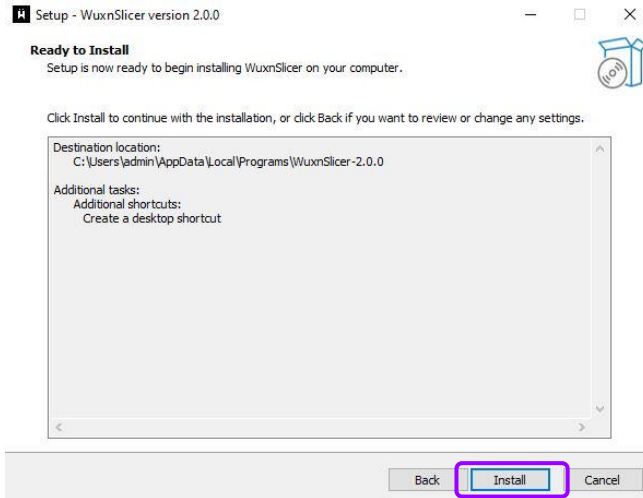 Setup - WuxnSlicer version 2.0.0
Ready to Install
Setup is now ready to begin installing WuxnSlicer on your computer.
Click Install to continue with the installation, or click Back if you want to review or change any settings.
Destination location:
C:\Users\admin\AppData\Local\Programs\WuxnSlicer-2.0.0
Additional tasks:
Additional shortcuts:
Create a desktop shortcut
Back Install Cancel